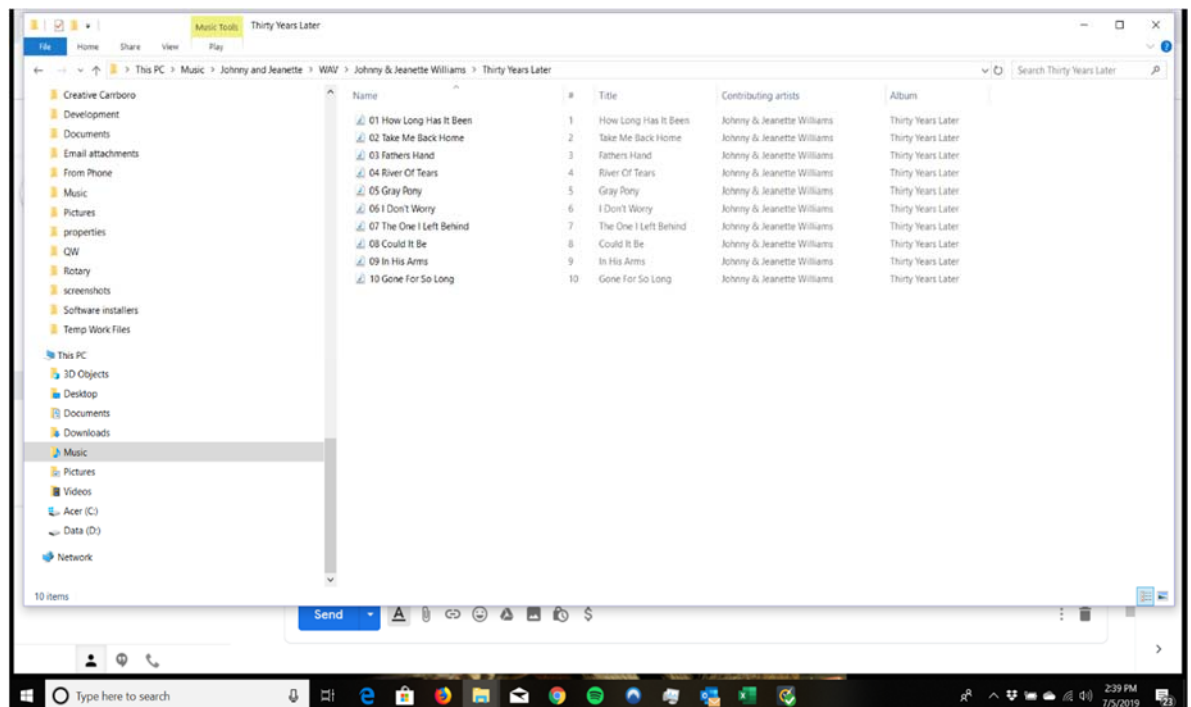 Music Tools Thirty Years Later
File Home Share View Play
This PC > Music > Johnny and Jeanette > WAV > Johnny & Jeanette Williams > Thirty Years Later
Search Thirty Years Later
Creative Carrboro
Development
Documents
Email attachments
From Phone
Music
Pictures
properties
QW
Rotary
screenshots
Software installers
Temp Work Files
This PC
3D Objects
Desktop
Documents
Downloads
Music
Pictures
Videos
Acer (C:)
Data (D:)
Network
Name # Title Contributing artists Album
01 How Long Has It Been 1 How Long Has It Been Johnny & Jeanette Williams Thirty Years Later
02 Take Me Back Home 2 Take Me Back Home Johnny & Jeanette Williams Thirty Years Later
03 Fathers Hand 3 Fathers Hand Johnny & Jeanette Williams Thirty Years Later
04 River Of Tears 4 River Of Tears Johnny & Jeanette Williams Thirty Years Later
05 Gray Pony 5 Gray Pony Johnny & Jeanette Williams Thirty Years Later
06 I Don't Worry 6 I Don't Worry Johnny & Jeanette Williams Thirty Years Later
07 The One I Left Behind 7 The One I Left Behind Johnny & Jeanette Williams Thirty Years Later
08 Could It Be 8 Could It Be Johnny & Jeanette Williams Thirty Years Later
09 In His Arms 9 In His Arms Johnny & Jeanette Williams Thirty Years Later
10 Gone For So Long 10 Gone For So Long Johnny & Jeanette Williams Thirty Years Later
10 items
Send
Type here to search
2:39 PM
7/5/2019
23